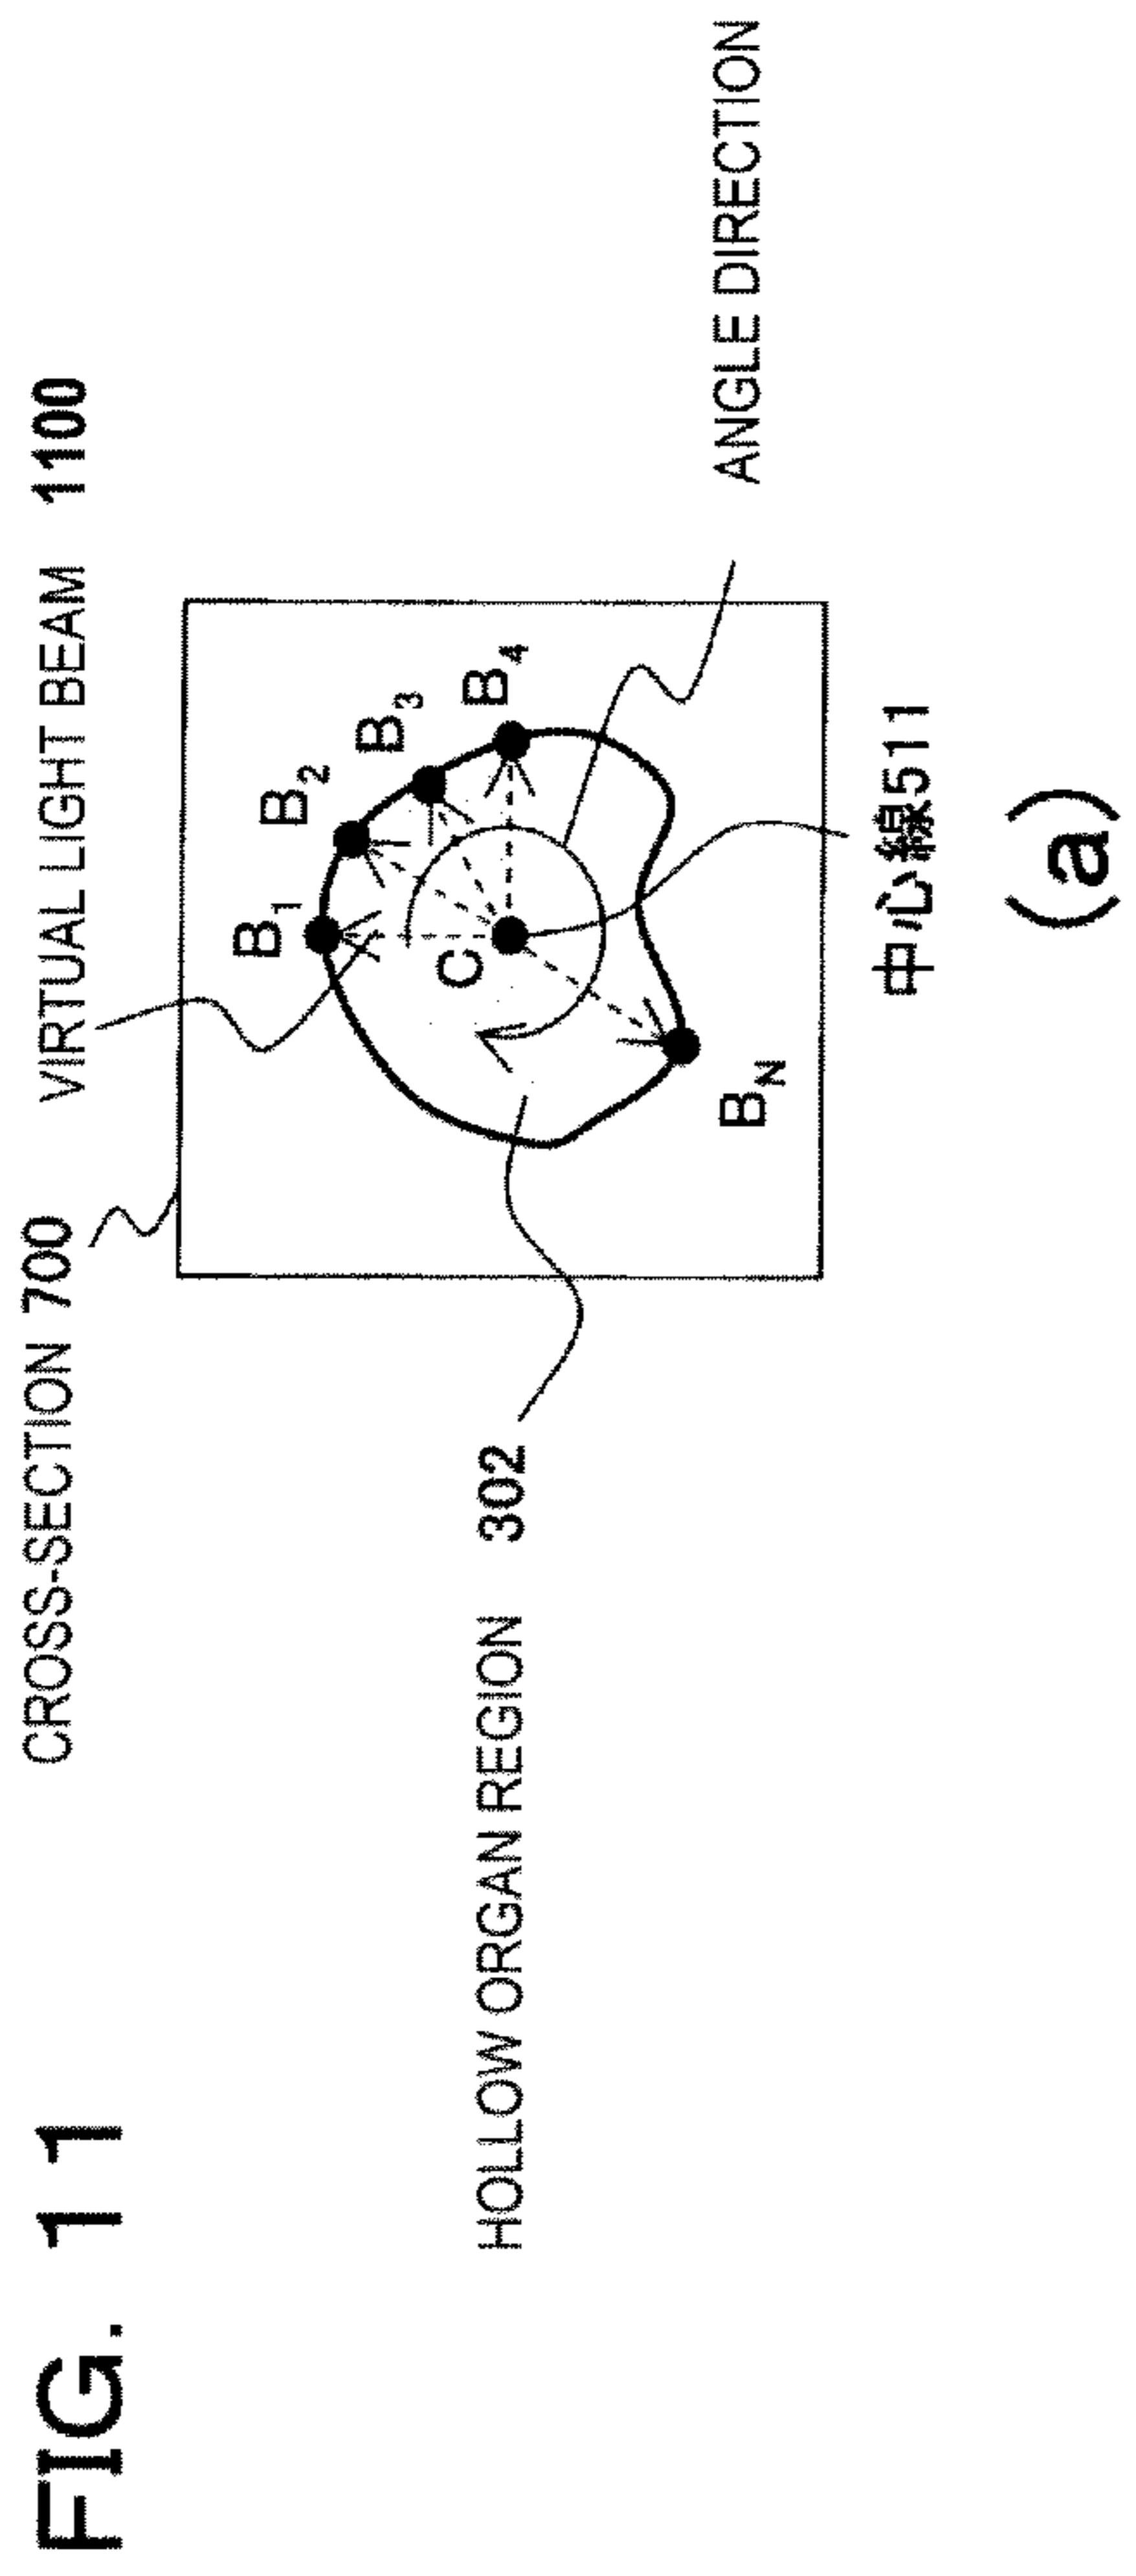 FIG. 11
CROSS-SECTION 700
VIRTUAL LIGHT BEAM 1100
B1
B2
B3
B4
C
HOLLOW ORGAN REGION 302
BN
ANGLE DIRECTION
中心線511
(a)